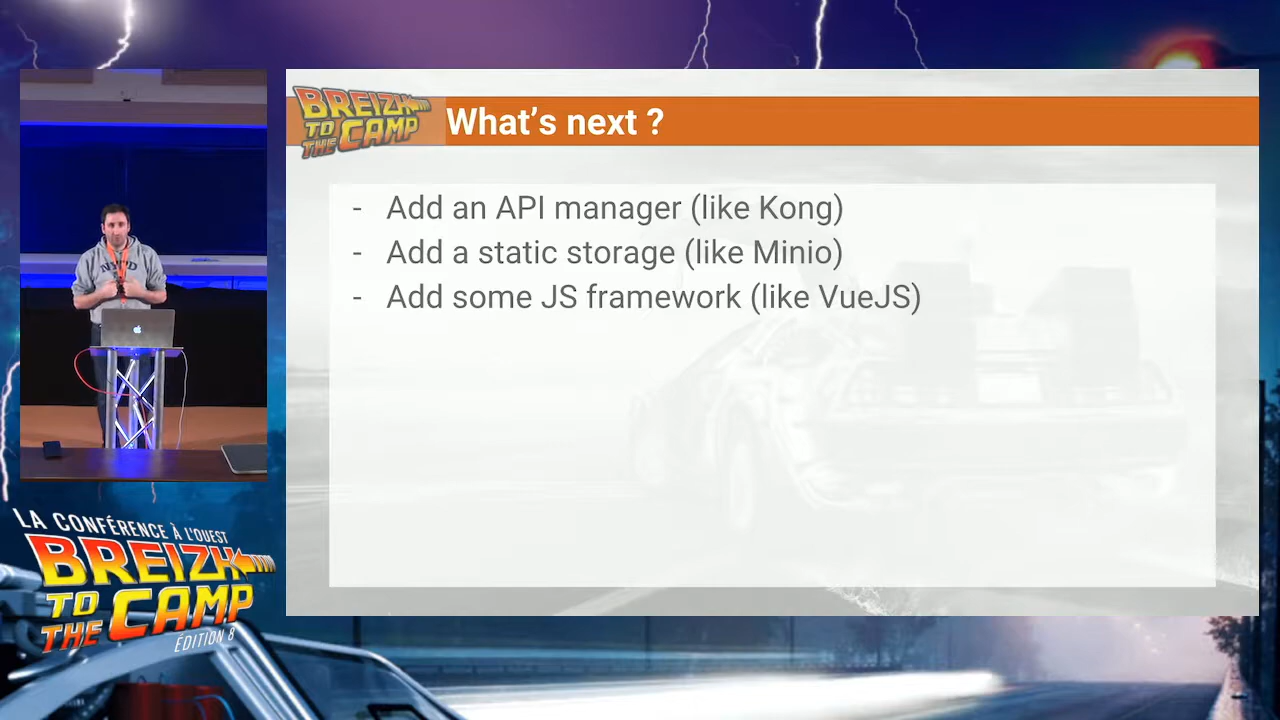 BREIZH
TO
THE CAMP
What's next ?
- Add an API manager (like Kong)
- Add a static storage (like Minio)
- Add some JS framework (like VueJS)
LA CONFÉRENCE À L'OUEST
BREIZH
TO
THE CAMP
ÉDITION 8